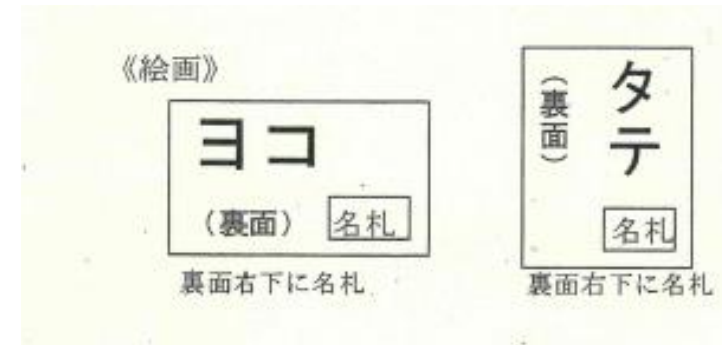 《絵画》
ヨコ
（裏面） 名札
裏面右下に名札
タテ
（裏面）
名札
裏面右下に名札